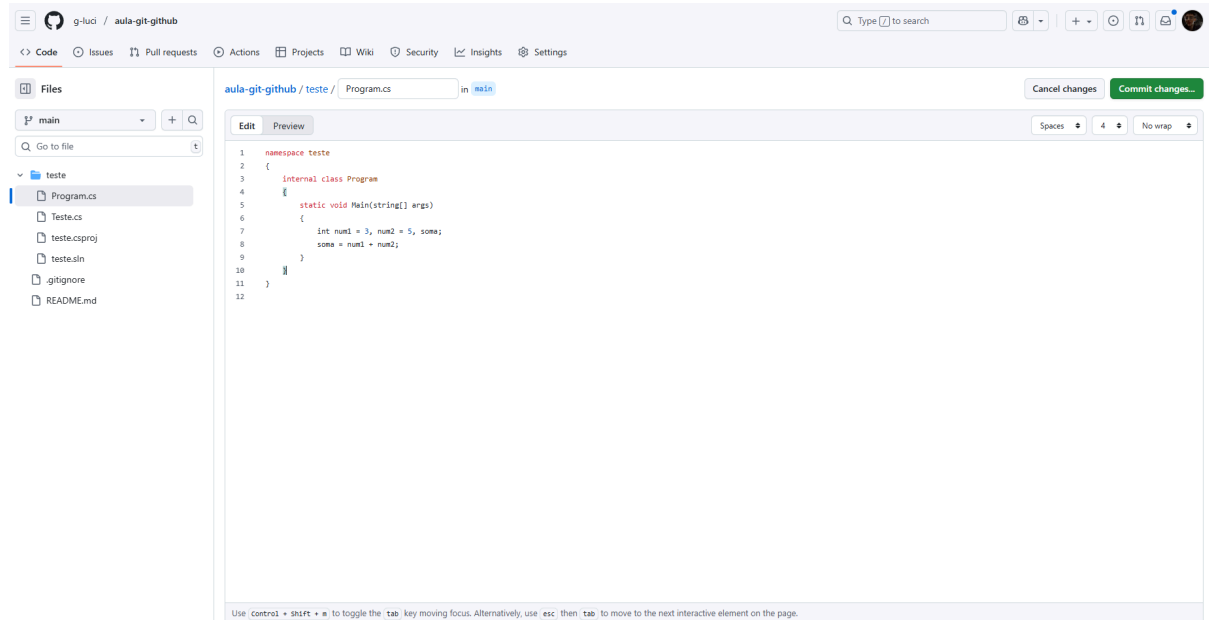 g-luci / aula-git-github
Type / to search
Code Issues Pull requests Actions Projects Wiki Security Insights Settings
Files
main
Go to file t
teste
Program.cs
Teste.cs
teste.csproj
teste.sln
.gitignore
README.md
aula-git-github / teste / Program.cs in main
Cancel changes Commit changes...
Edit Preview
Spaces 4 No wrap
1 namespace teste
2 {
3 internal class Program
4 {
5 static void Main(string[] args)
6 {
7 int num1 = 3, num2 = 5, soma;
8 soma = num1 + num2;
9 }
10 }
11 }
12
Use Control + Shift + m to toggle the tab key moving focus. Alternatively, use esc then tab to move to the next interactive element on the page.